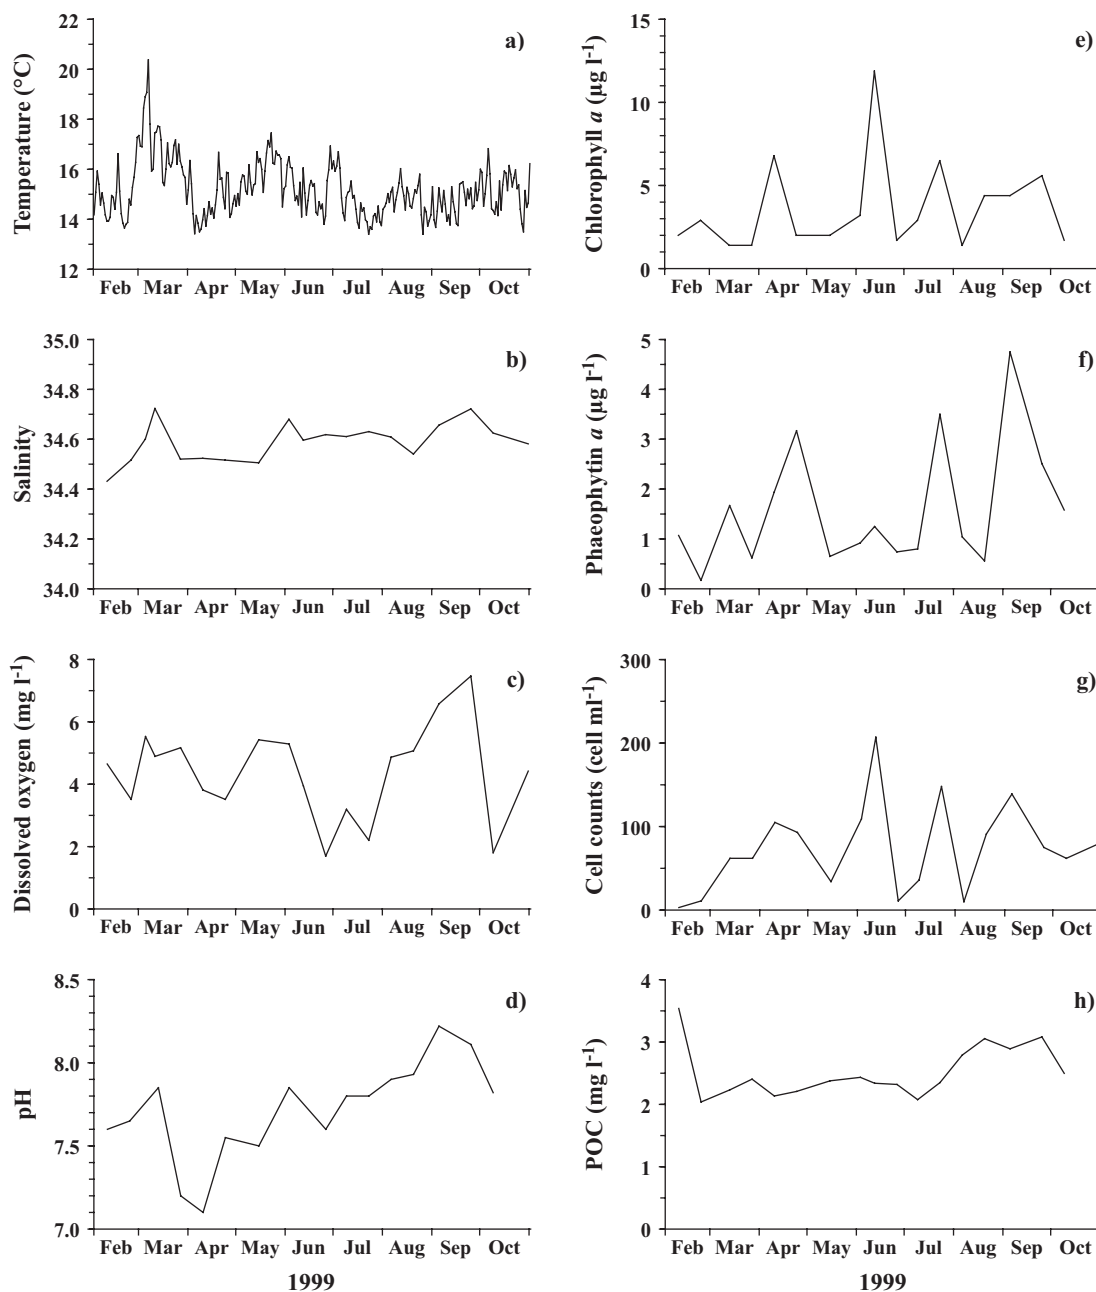 a)
Temperature (°C)
22
20
18
16
14
12
Feb Mar Apr May Jun Jul Aug Sep Oct
b)
Salinity
35.0
34.8
34.6
34.4
34.2
34.0
Feb Mar Apr May Jun Jul Aug Sep Oct
c)
Dissolved oxygen (mg l-1)
8
6
4
2
0
Feb Mar Apr May Jun Jul Aug Sep Oct
d)
pH
8.5
8.0
7.5
7.0
Feb Mar Apr May Jun Jul Aug Sep Oct
1999
e)
Chlorophyll a (µg l-1)
15
10
5
0
Feb Mar Apr May Jun Jul Aug Sep Oct
f)
Phaeophytin a (µg l-1)
5
4
3
2
1
0
Feb Mar Apr May Jun Jul Aug Sep Oct
g)
Cell counts (cell ml-1)
300
200
100
0
Feb Mar Apr May Jun Jul Aug Sep Oct
h)
POC (mg l-1)
4
3
2
1
0
Feb Mar Apr May Jun Jul Aug Sep Oct
1999